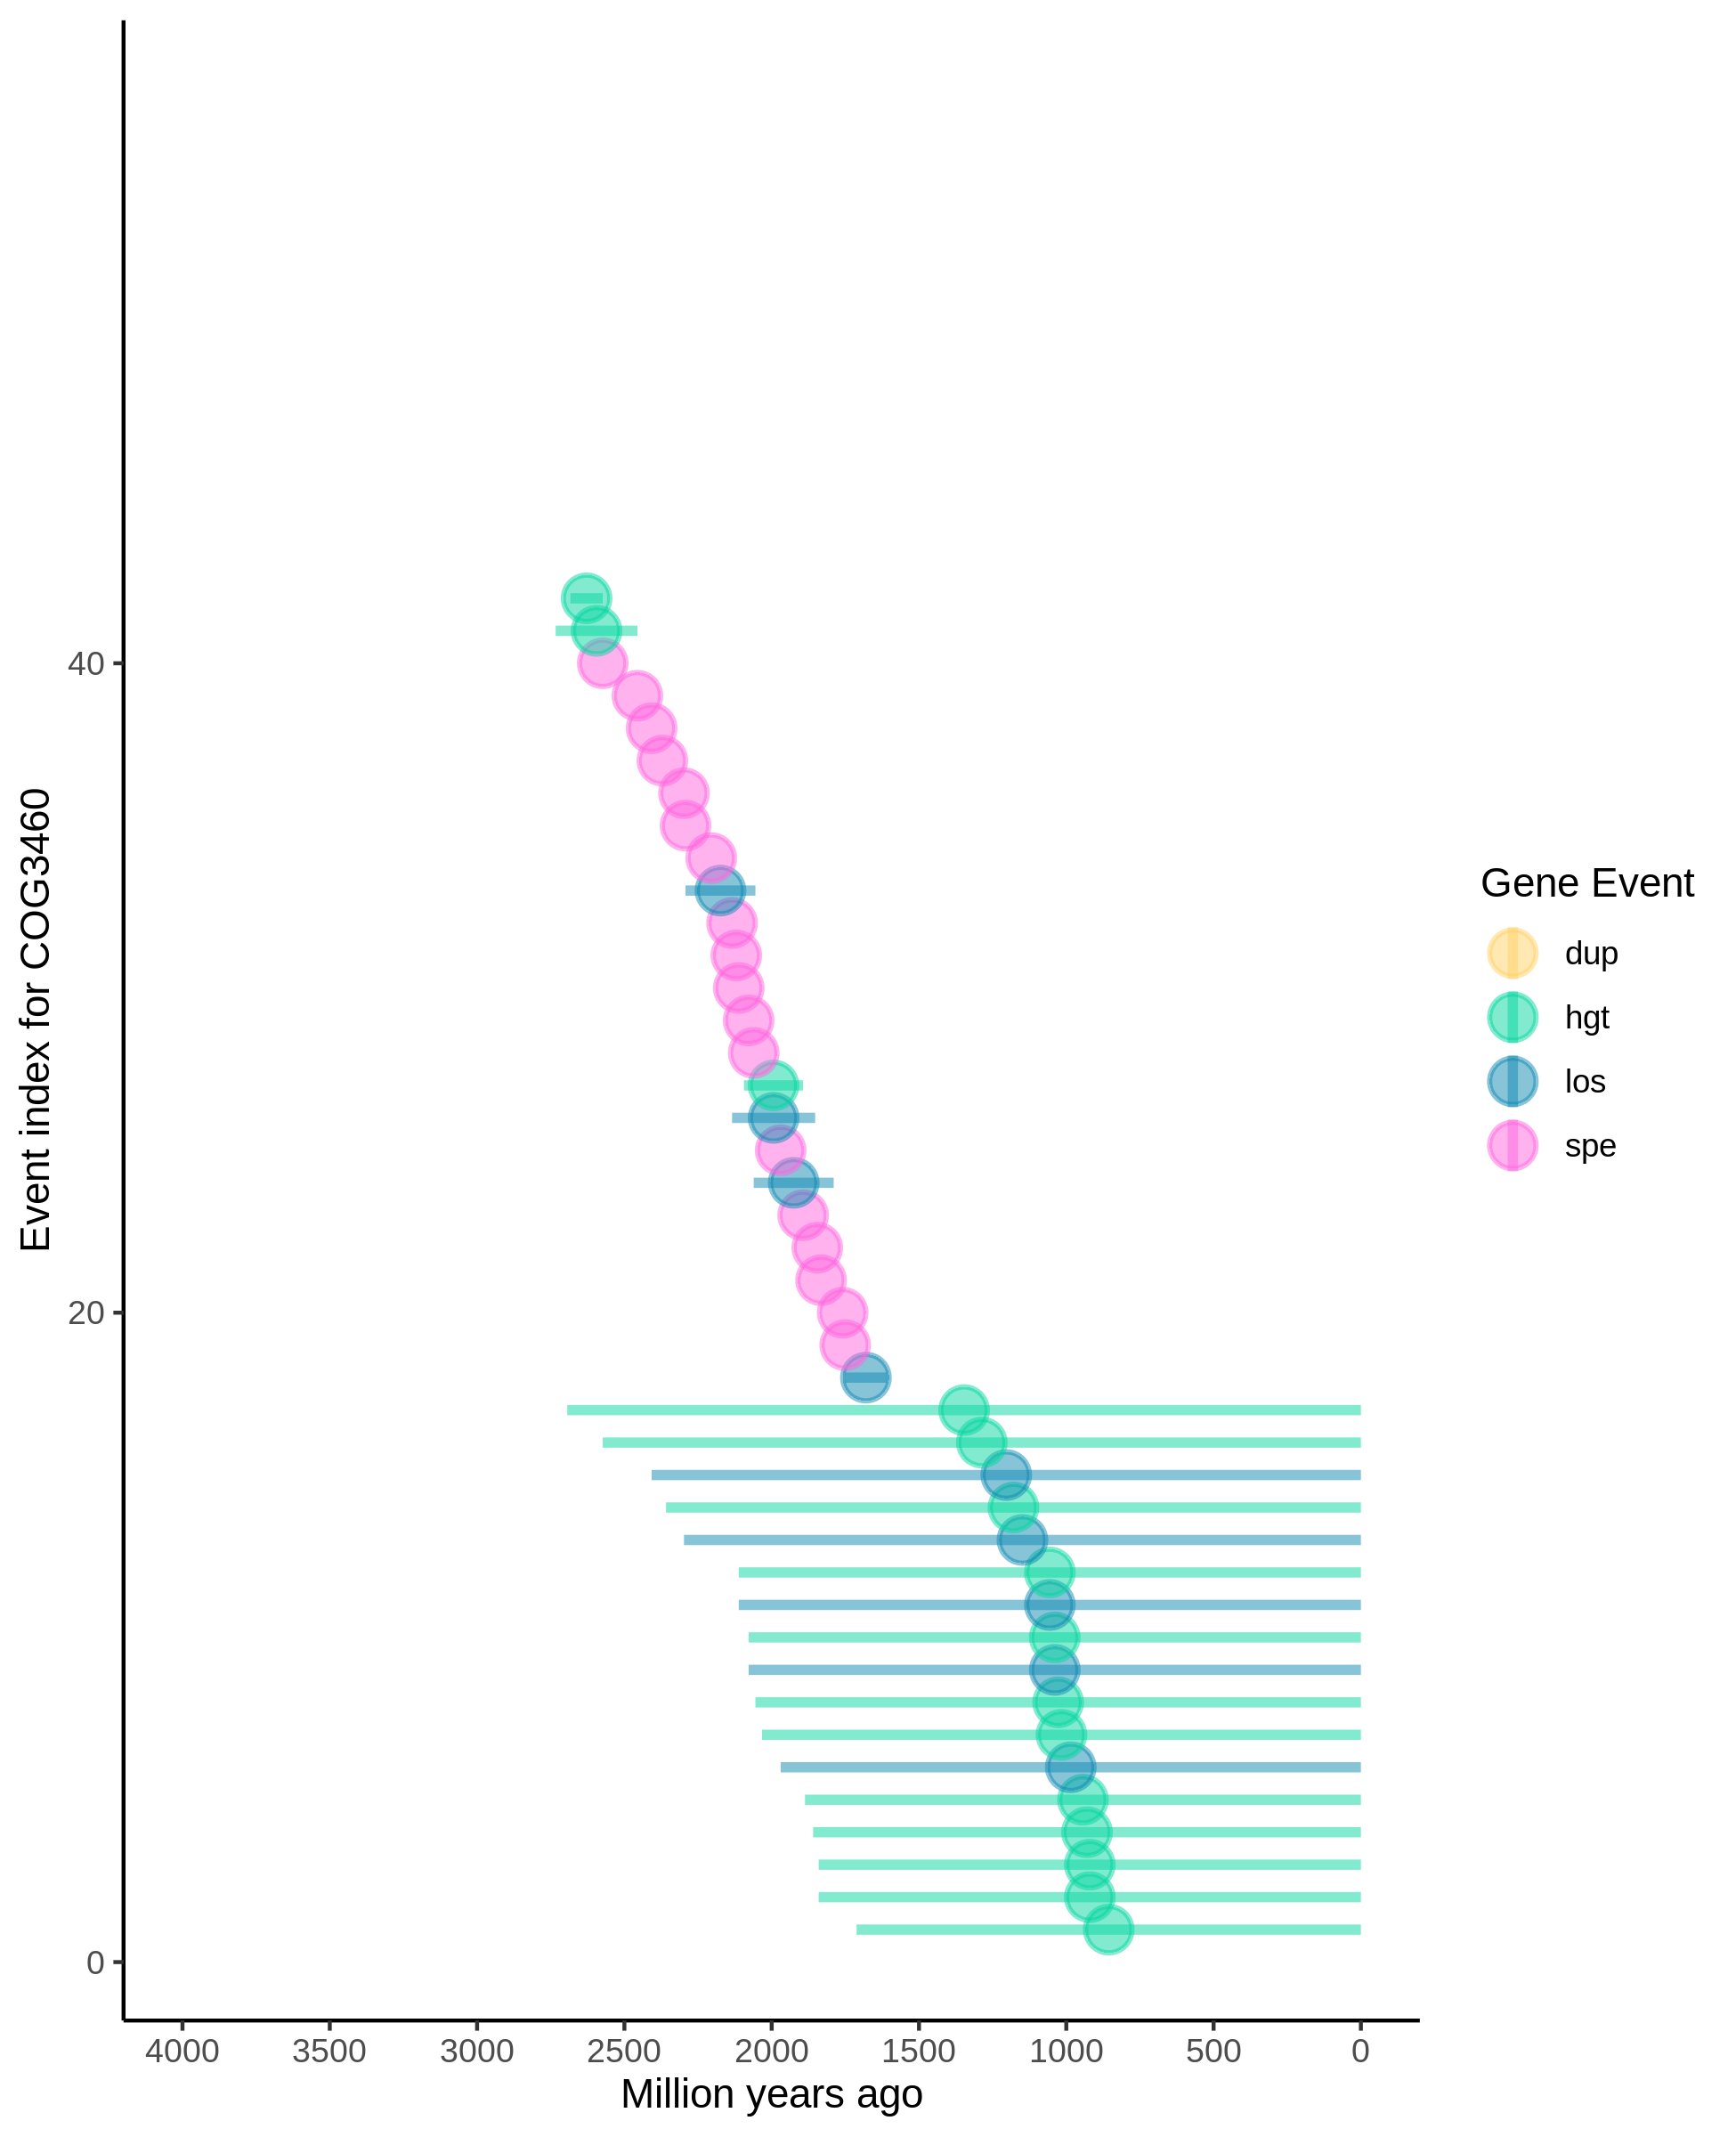 Event index for COG3460
40
20
0
4000 3500 3000 2500 2000 1500 1000 500 0
Million years ago
Gene Event
dup
hgt
los
spe